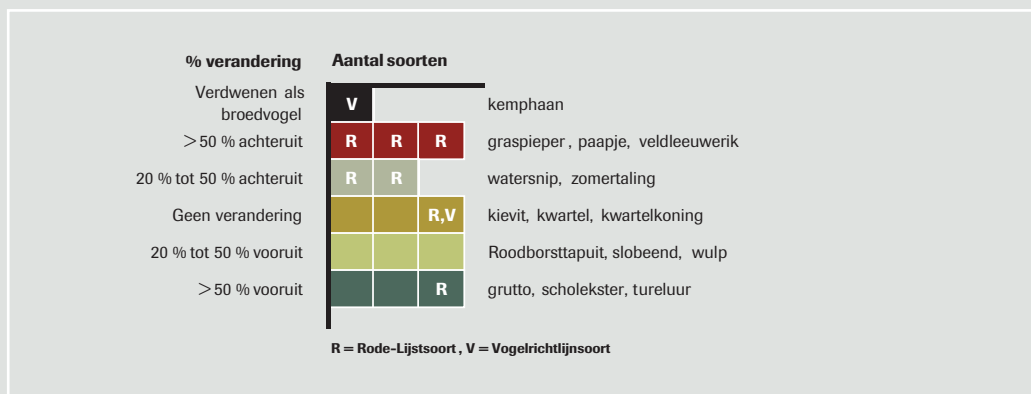 % verandering Aantal soorten
Verdwenen als
broedvogel V kemphaan
>50 % achteruit R R R graspieper, paapje, veldleeuwerik
20 % tot 50 % achteruit R R watersnip, zomertaling
Geen verandering R,V kievit, kwartel, kwartelkoning
20 % tot 50 % vooruit Roodborsttapuit, slobeend, wulp
>50 % vooruit R grutto, scholekster, tureluur
R = Rode-Lijstsoort, V = Vogelrichtlijnsoort